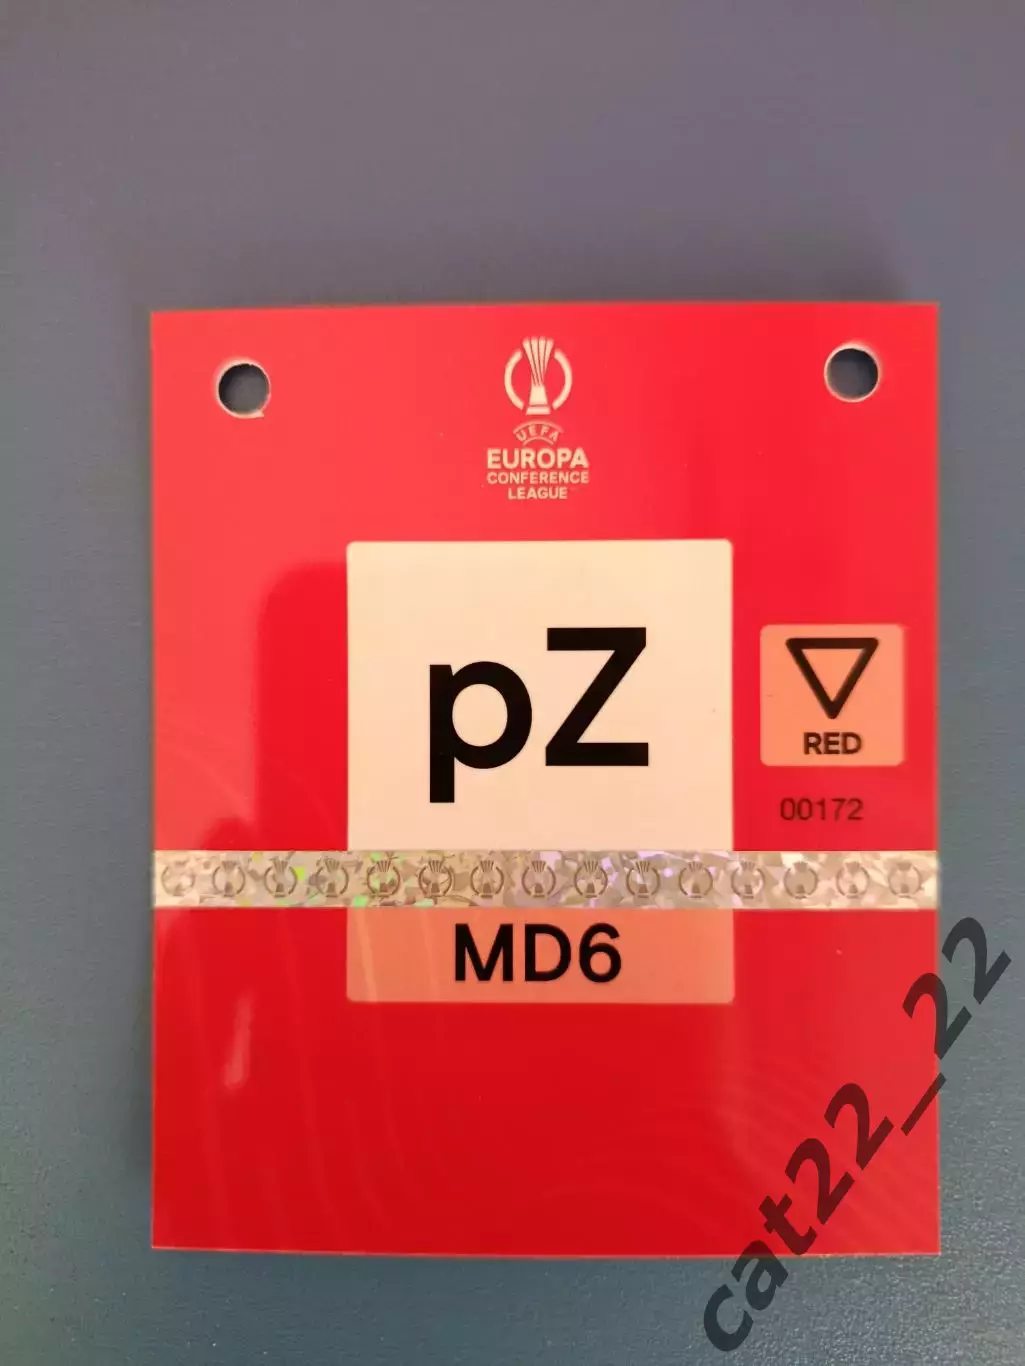 UEFA
EUROPA
CONFERENCE
LEAGUE
pZ
RED
00172
MD6
cat22_22